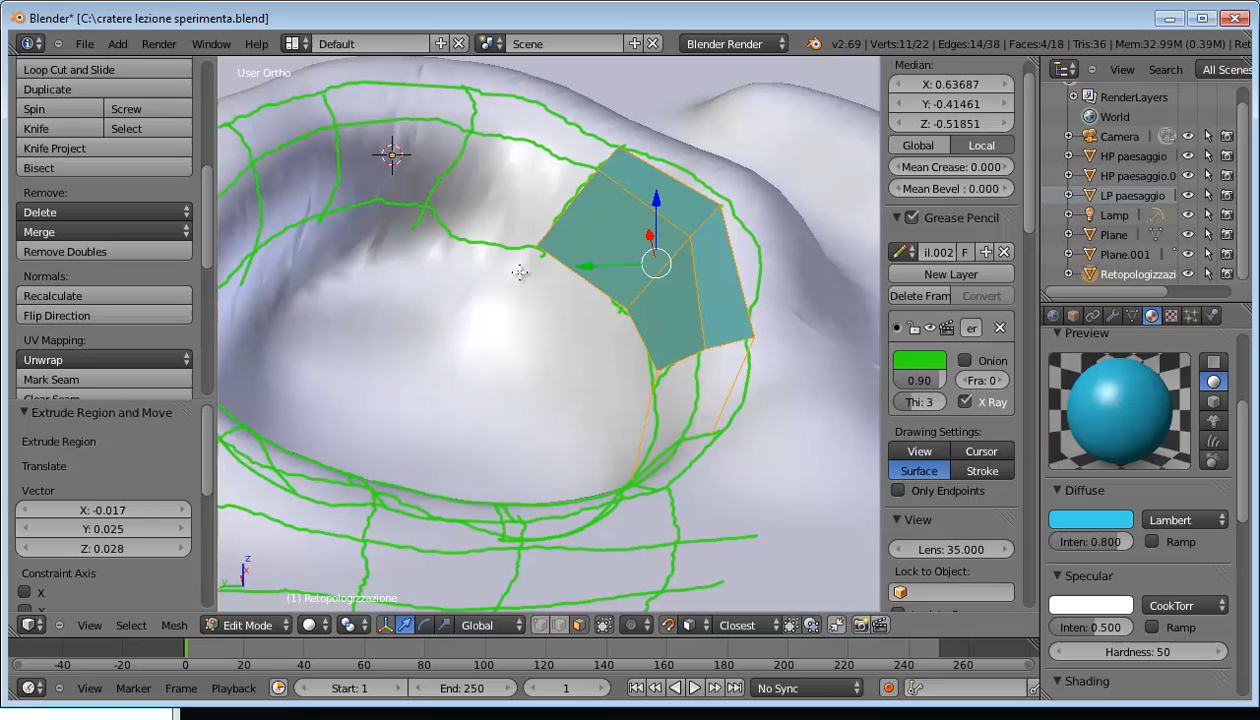 Blender* [C:\cratere lezione sperimenta.blend]
File Add Render Window Help Default Scene Blender Render v2.69 | Verts:11/22 | Edges:14/38 | Faces:4/18 | Tris:36 | Mem:32.99M (0.39M) | Re
Loop Cut and Slide
Duplicate
Spin Screw
Knife Select
Knife Project
Bisect
Remove:
Delete
Merge
Remove Doubles
Normals:
Recalculate
Flip Direction
UV Mapping:
Unwrap
Mark Seam
Extrude Region and Move
Extrude Region
Translate
Vector
X: -0.017
Y: 0.025
Z: 0.028
Constraint Axis
X
User Ortho
z
x
y
(1) Retopologizzazione
Median:
X: 0.63687
Y: -0.41461
Z: -0.51851
Global Local
Mean Crease: 0.000
Mean Bevel : 0.000
Grease Pencil
il.002 F
New Layer
Delete Fram Convert
er
Onion
0.90 Fra: 0
Thi: 3 X Ray
Drawing Settings:
View Cursor
Surface Stroke
Only Endpoints
View
Lens: 35.000
Lock to Object:
View Search All Scenes
RenderLayers
World
Camera
HP paesaggio
HP paesaggio.0
LP paesaggio
Lamp
Plane
Plane.001
Retopologizzazi
Preview
Diffuse
Lambert
Inten: 0.800 Ramp
Specular
CookTorr
Inten: 0.500 Ramp
Hardness: 50
Shading
View Select Mesh Edit Mode Global Closest
-40 -20 0 20 40 60 80 100 120 140 160 180 200 220 240 260
View Marker Frame Playback Start: 1 End: 250 1 No Sync